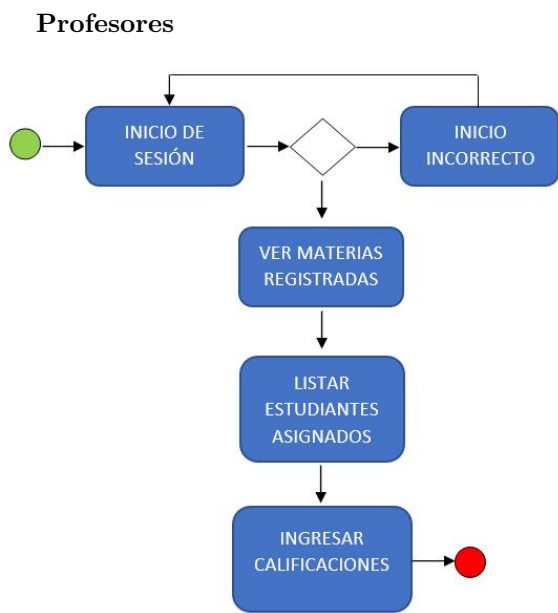 Profesores
INICIO DE
SESIÓN
INICIO
INCORRECTO
VER MATERIAS
REGISTRADAS
LISTAR
ESTUDIANTES
ASIGNADOS
INGRESAR
CALIFICACIONES